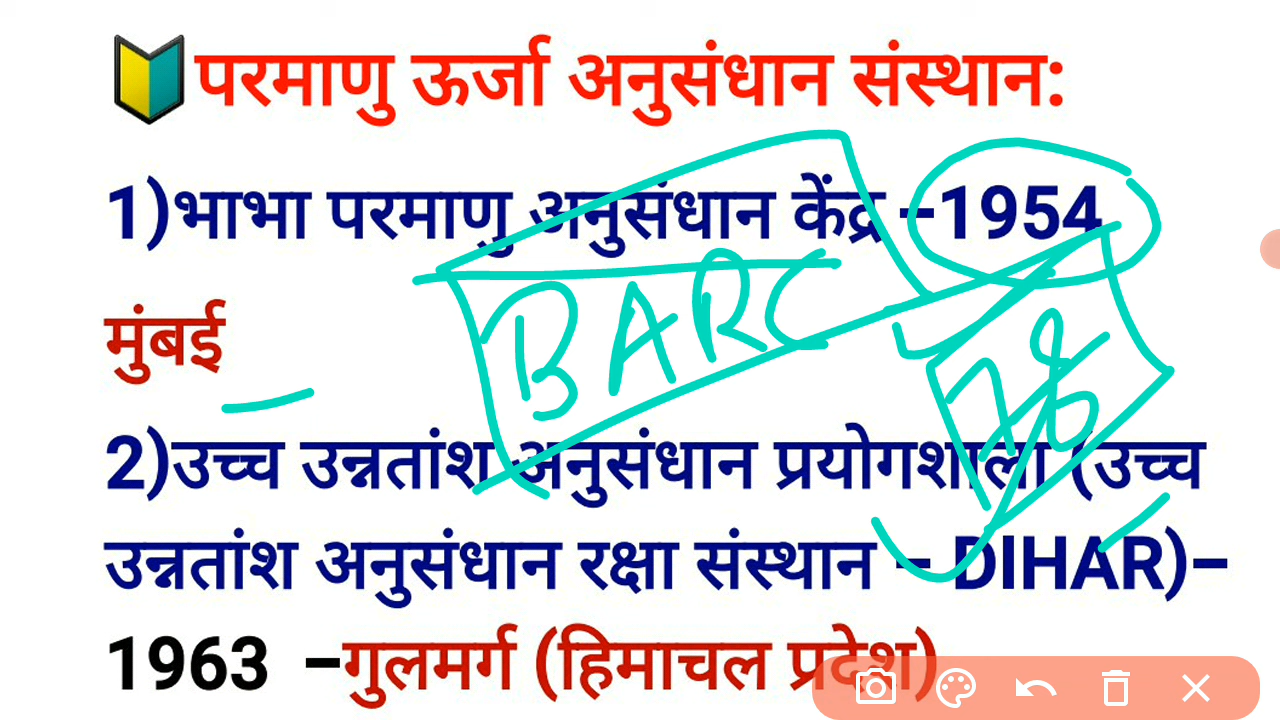 🔰परमाणु ऊर्जा अनुसंधान संस्थान:
1)भाभा परमाणु अनुसंधान केंद्र –1954
BARC
मुंबई
78
2)उच्च उन्नतांश अनुसंधान प्रयोगशाला (उच्च
उन्नतांश अनुसंधान रक्षा संस्थान – DIHAR)–
1963 –गुलमर्ग (हिमाचल प्रदेश)